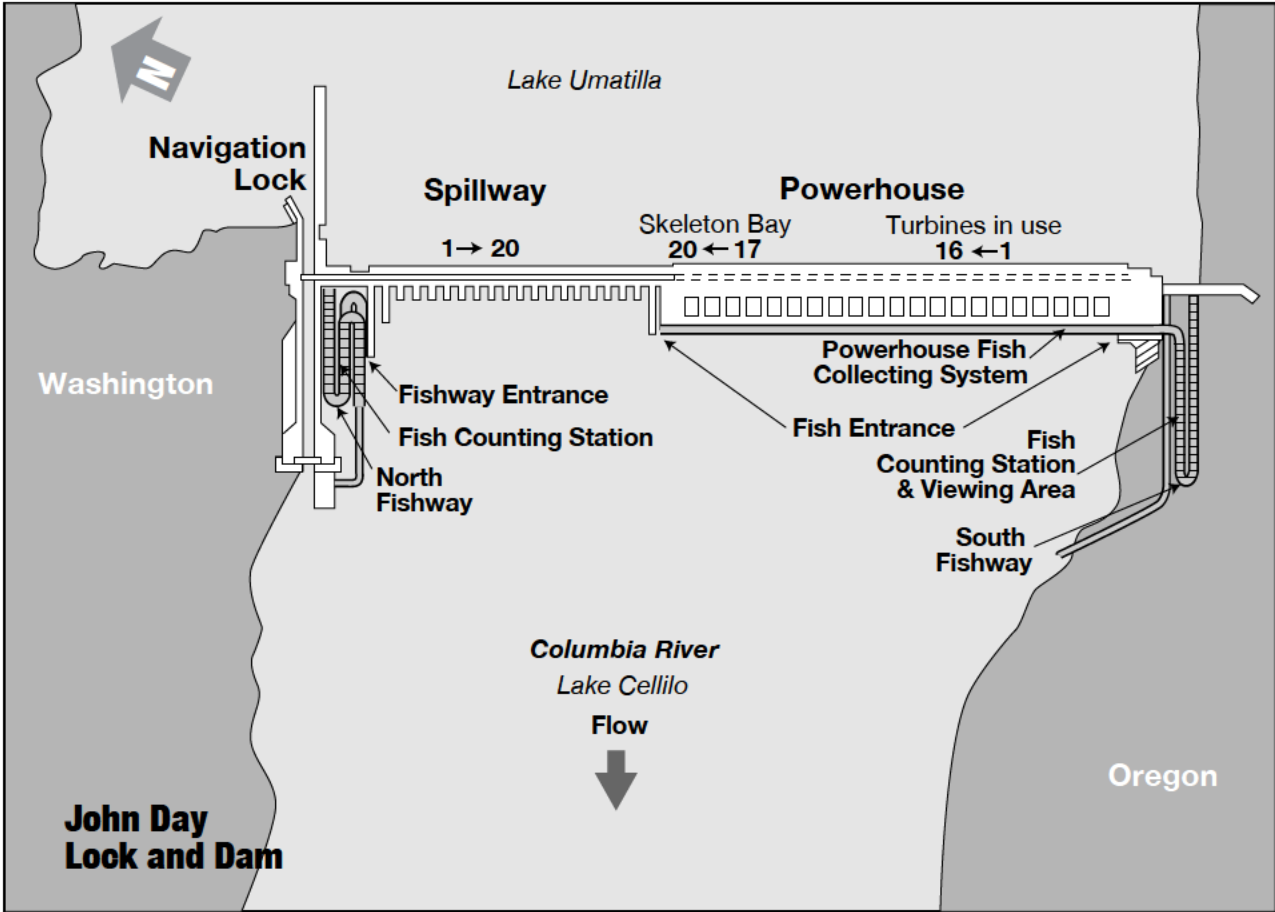 N
Lake Umatilla
Navigation
Lock
Spillway
1→ 20
Powerhouse
Skeleton Bay
20 ← 17
Turbines in use
16 ←1
Washington
Fishway Entrance
Fish Counting Station
North
Fishway
Powerhouse Fish
Collecting System
Fish Entrance
Fish
Counting Station
& Viewing Area
South
Fishway
Columbia River
Lake Cellilo
Flow
Oregon
John Day
Lock and Dam